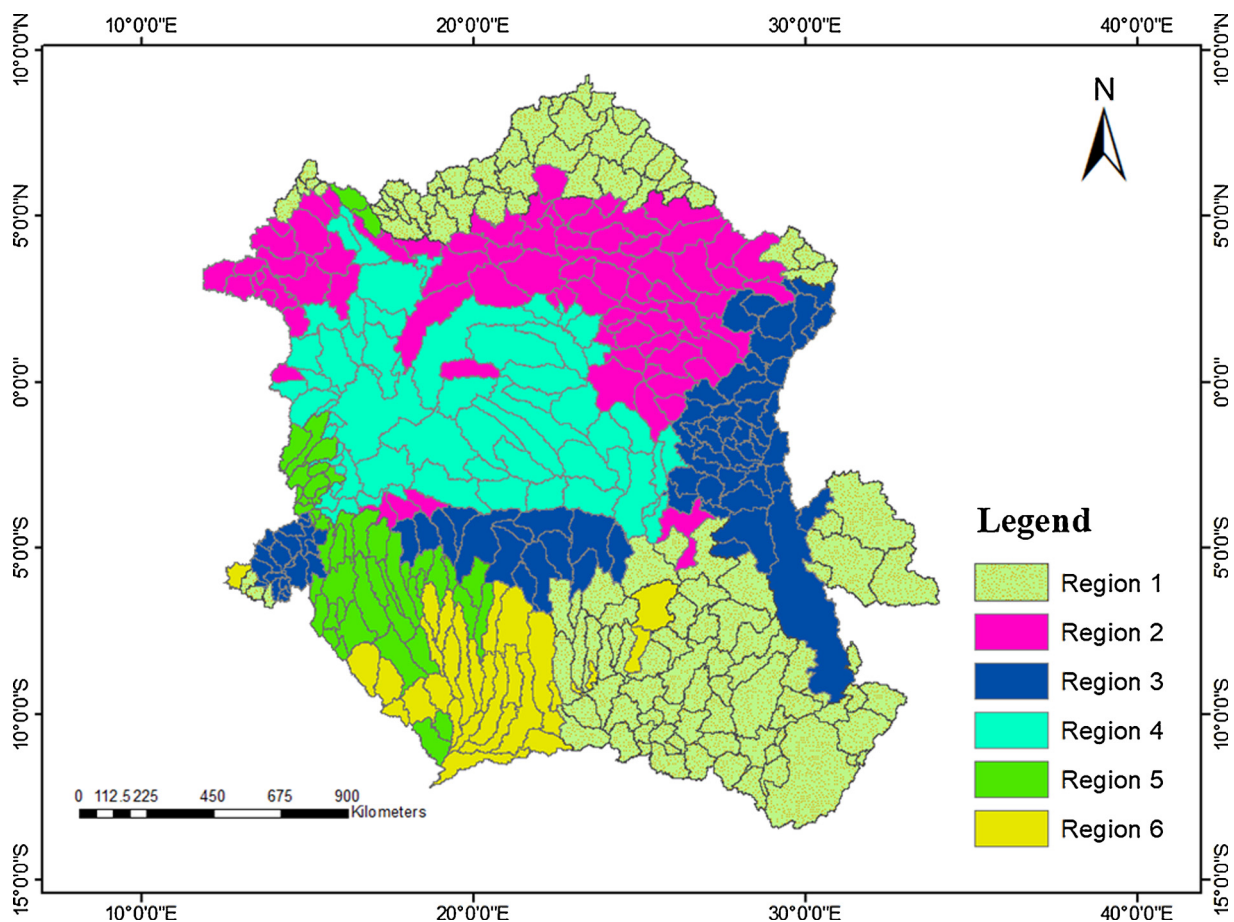 10°0'0"E 20°0'0"E 30°0'0"E 40°0'0"E
10°0'0"N 10°0'0"N
N
5°0'0"N 5°0'0"N
0°0'0" 0°0'0"
5°0'0"S 5°0'0"S
Legend
Region 1
Region 2
Region 3
10°0'0"S 10°0'0"S
Region 4
Region 5
0 112.5 225 450 675 900
Kilometers
Region 6
15°0'0"S 15°0'0"S
10°0'0"E 20°0'0"E 30°0'0"E 40°0'0"E